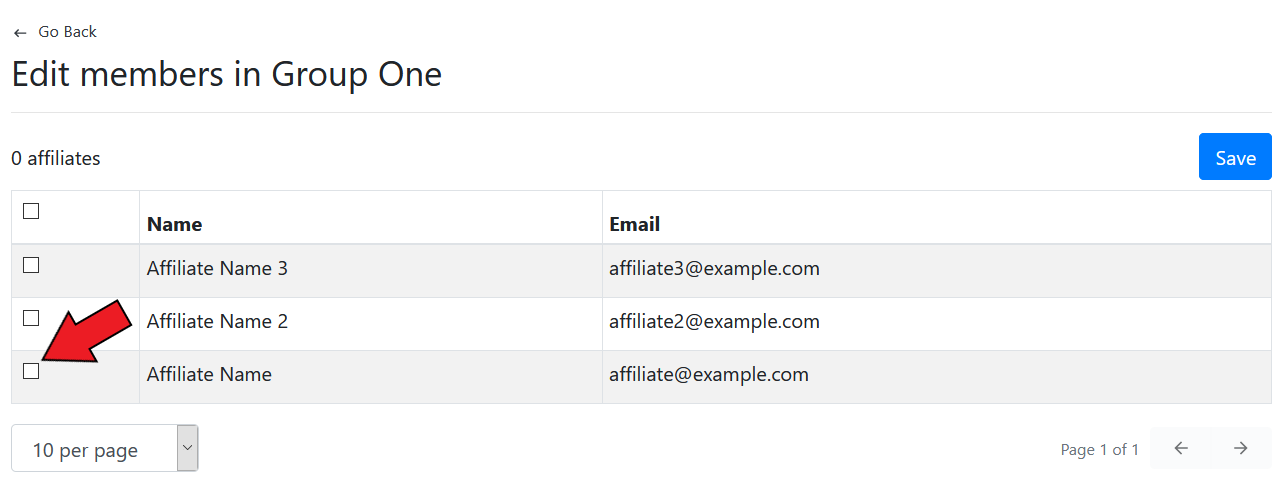 Go Back
Edit members in Group One
0 affiliates
Save
Name Email
Affiliate Name 3 affiliate3@example.com
Affiliate Name 2 affiliate2@example.com
Affiliate Name affiliate@example.com
10 per page
Page 1 of 1